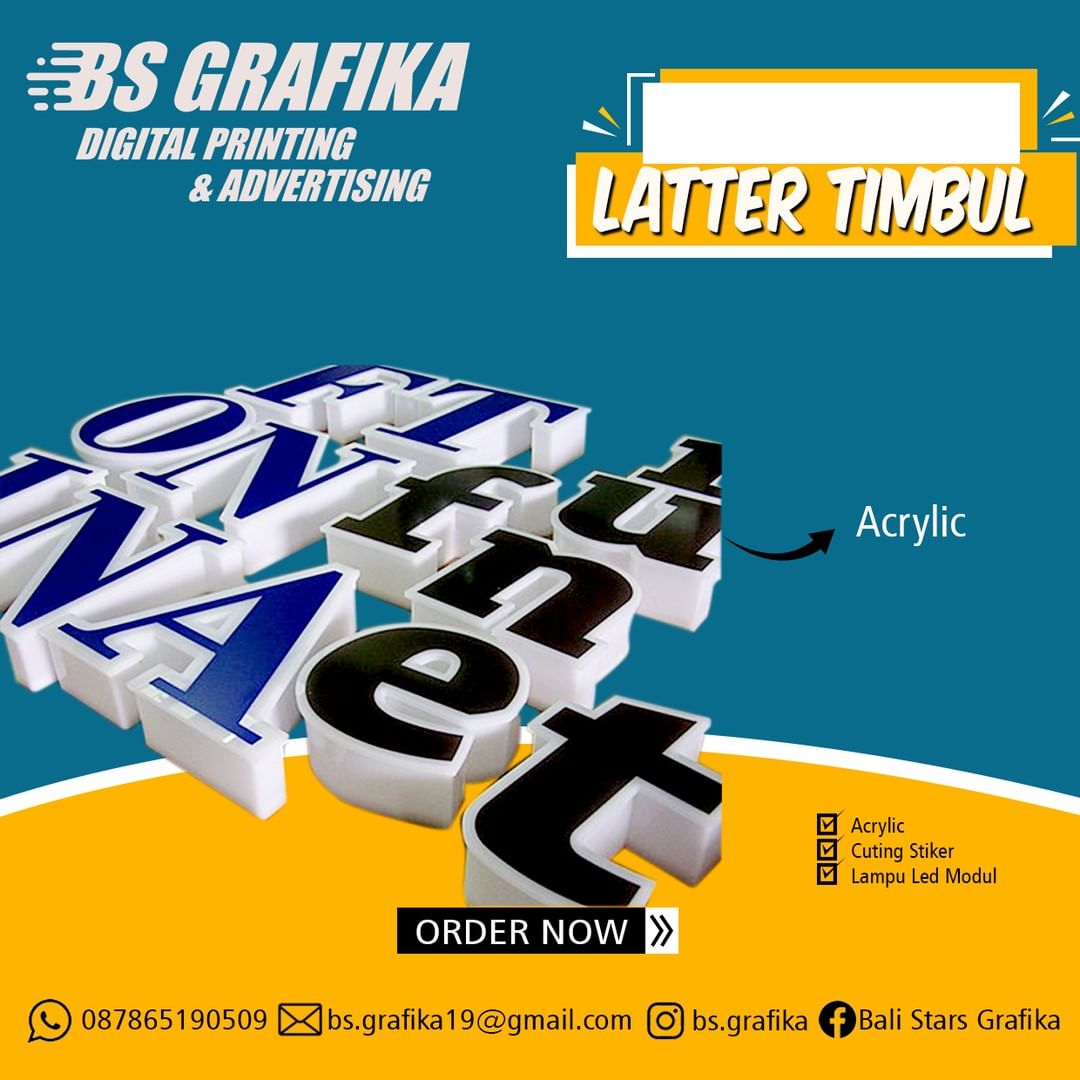 BS GRAFIKA
DIGITAL PRINTING
& ADVERTISING
LATTER TIMBUL
Acrylic
Acrylic
Cuting Stiker
Lampu Led Modul
ORDER NOW
087865190509 bs.grafika19@gmail.com bs.grafika Bali Stars Grafika